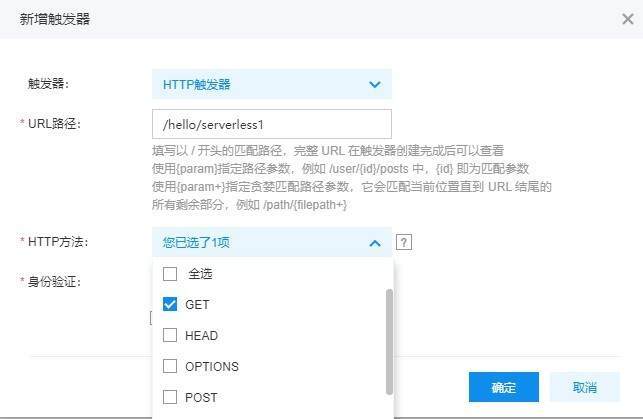 新增触发器
触发器：
HTTP触发器
* URL路径：
/hello/serverless1
填写以 / 开头的匹配路径，完整 URL 在触发器创建完成后可以查看
使用{param}指定路径参数，例如 /user/{id}/posts 中，{id} 即为匹配参数
使用{param+}指定贪婪匹配路径参数，它会匹配当前位置直到 URL 结尾的
所有剩余部分，例如 /path/{filepath+}
* HTTP方法：
您已选了1项
?
全选
* 身份验证：
GET
HEAD
OPTIONS
POST
确定
取消